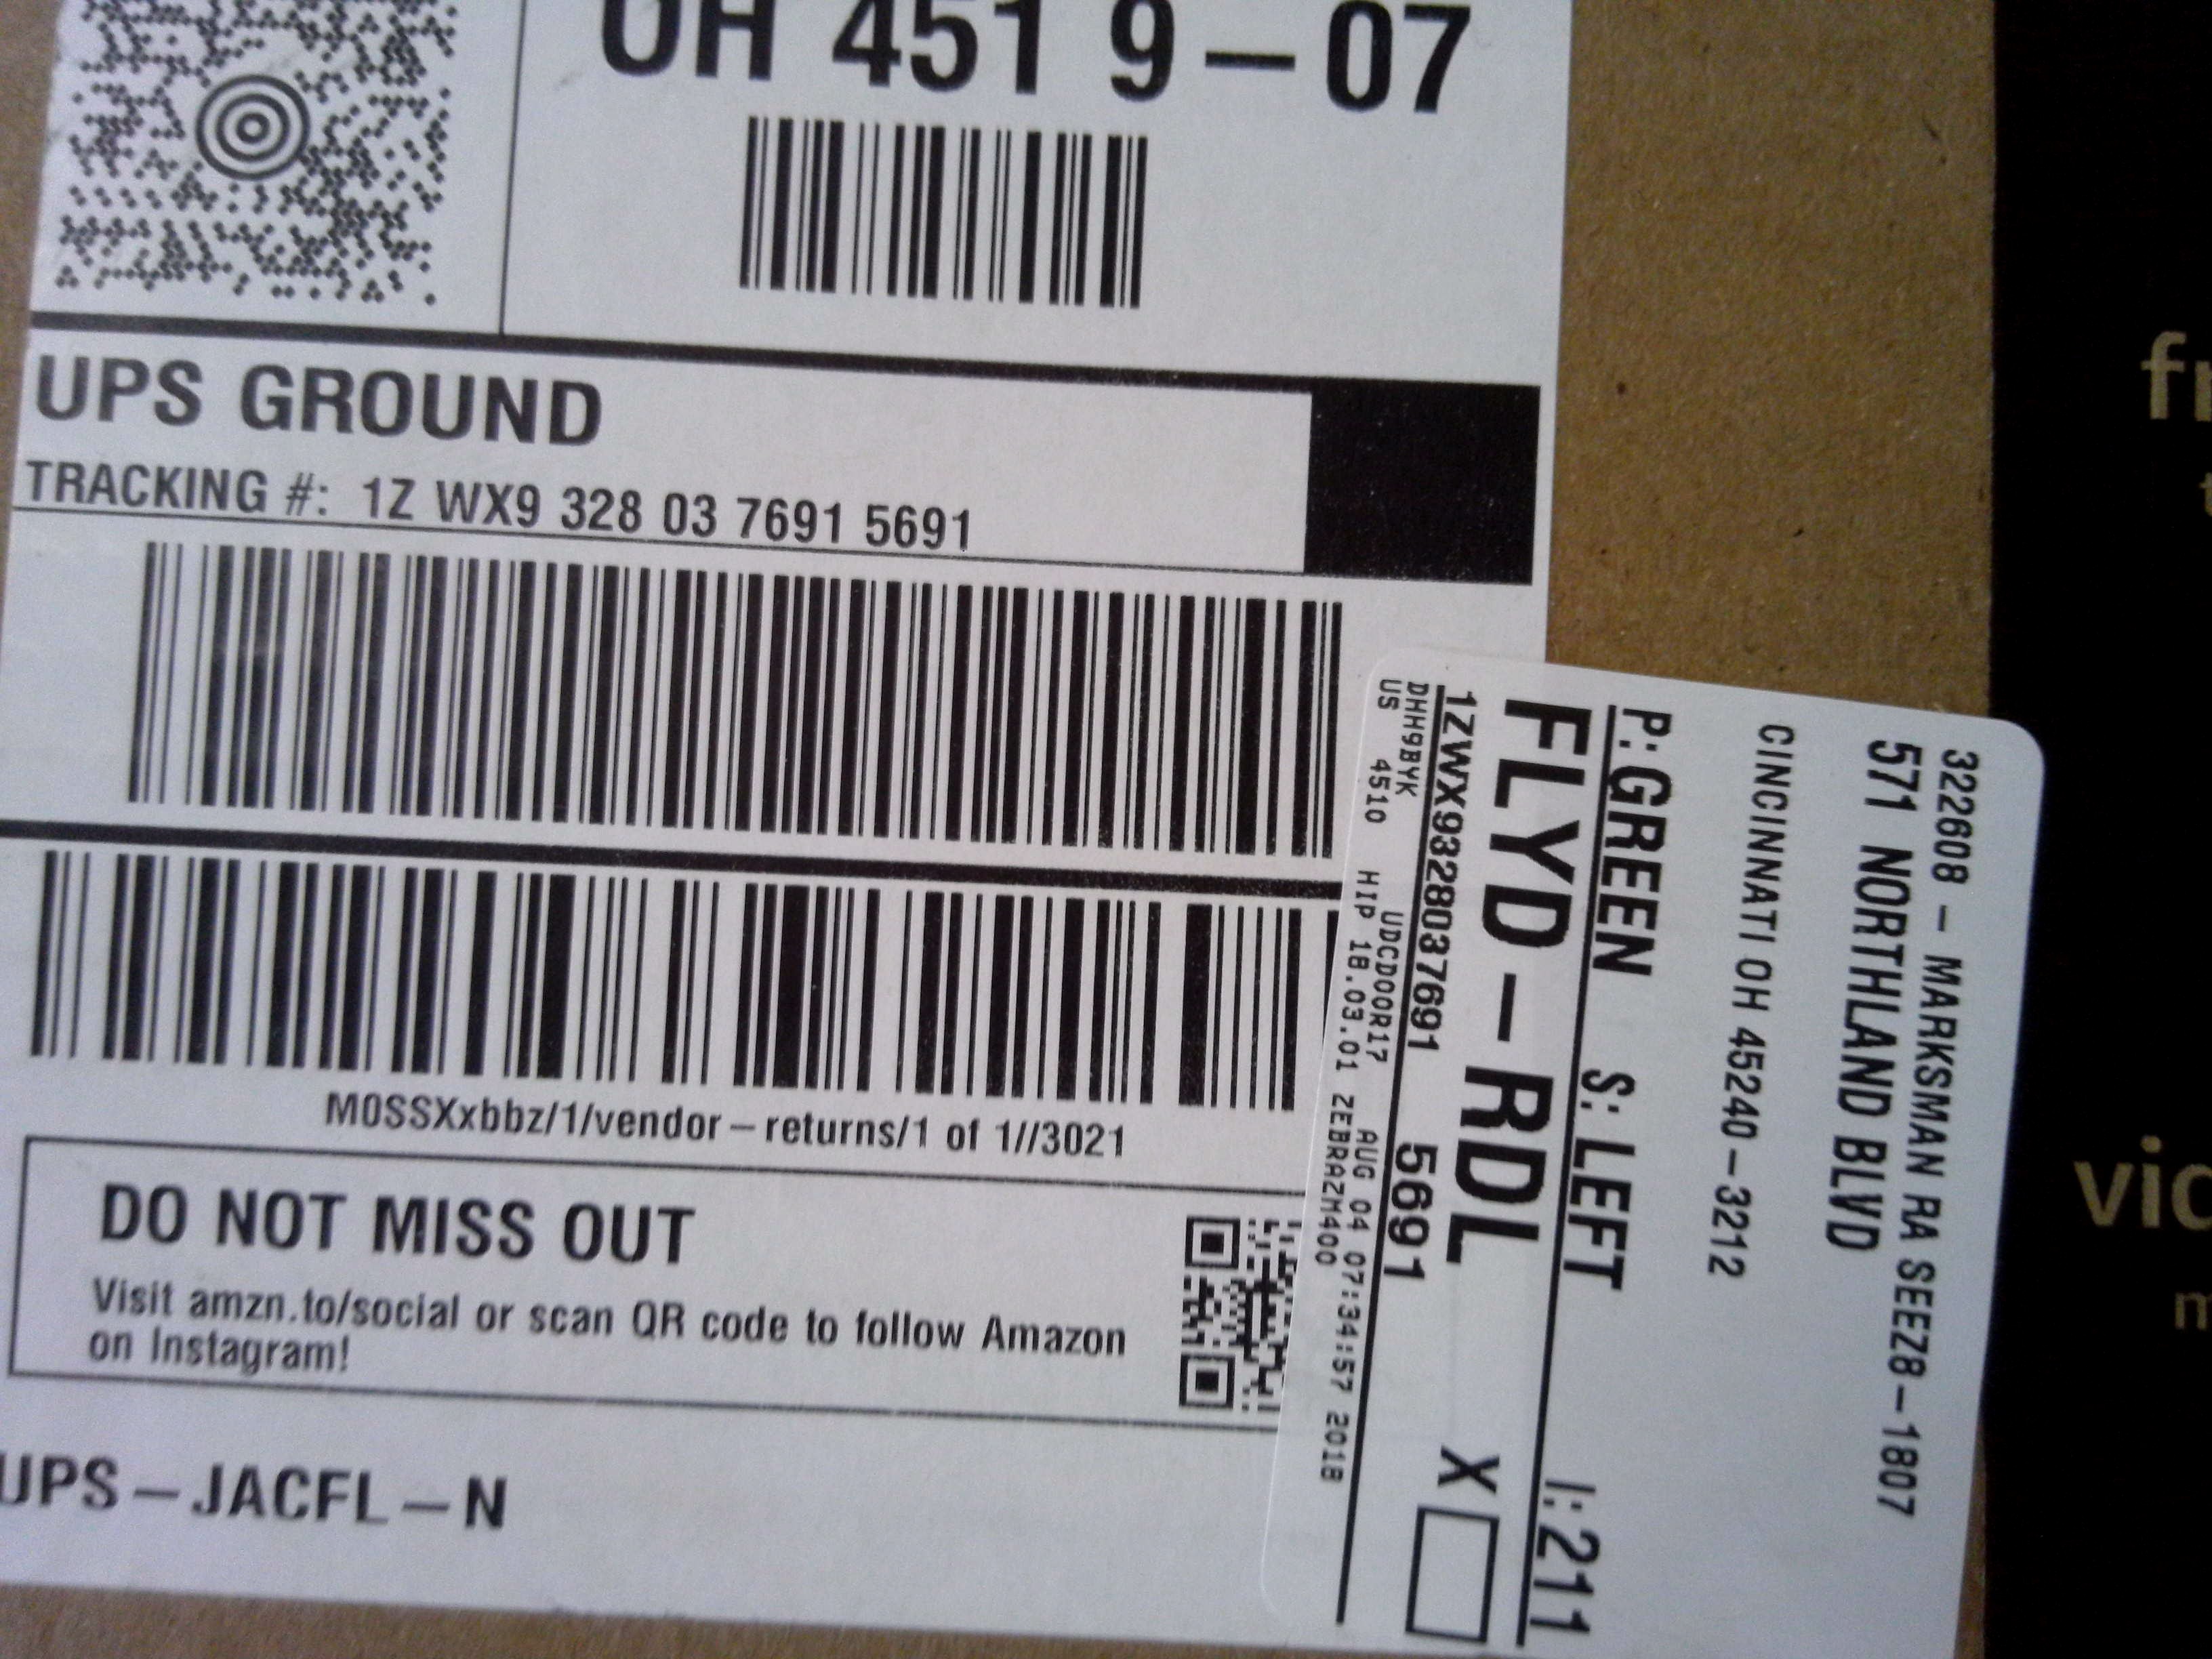 OH 451 9-07
UPS GROUND
TRACKING #: 1Z WX9 328 03 7691 5691
M0SSXxbbz/1/vendor-returns/1 of 1//3021
DO NOT MISS OUT
Visit amzn.to/social or scan QR code to follow Amazon
on Instagram!
UPS-JACFL-N
322608 - MARKSMAN RA SEEZ8-1807
571 NORTHLAND BLVD
CINCINNATI OH 45240-3212
P:GREEN S:LEFT I:211
FLYD-RDL X
1ZWX9328037691 5691
DHH9BYK UDCDOOR17 AUG 04 07:34:57 2018
US 4510 HIP 18.03.01 ZEBRAZM400